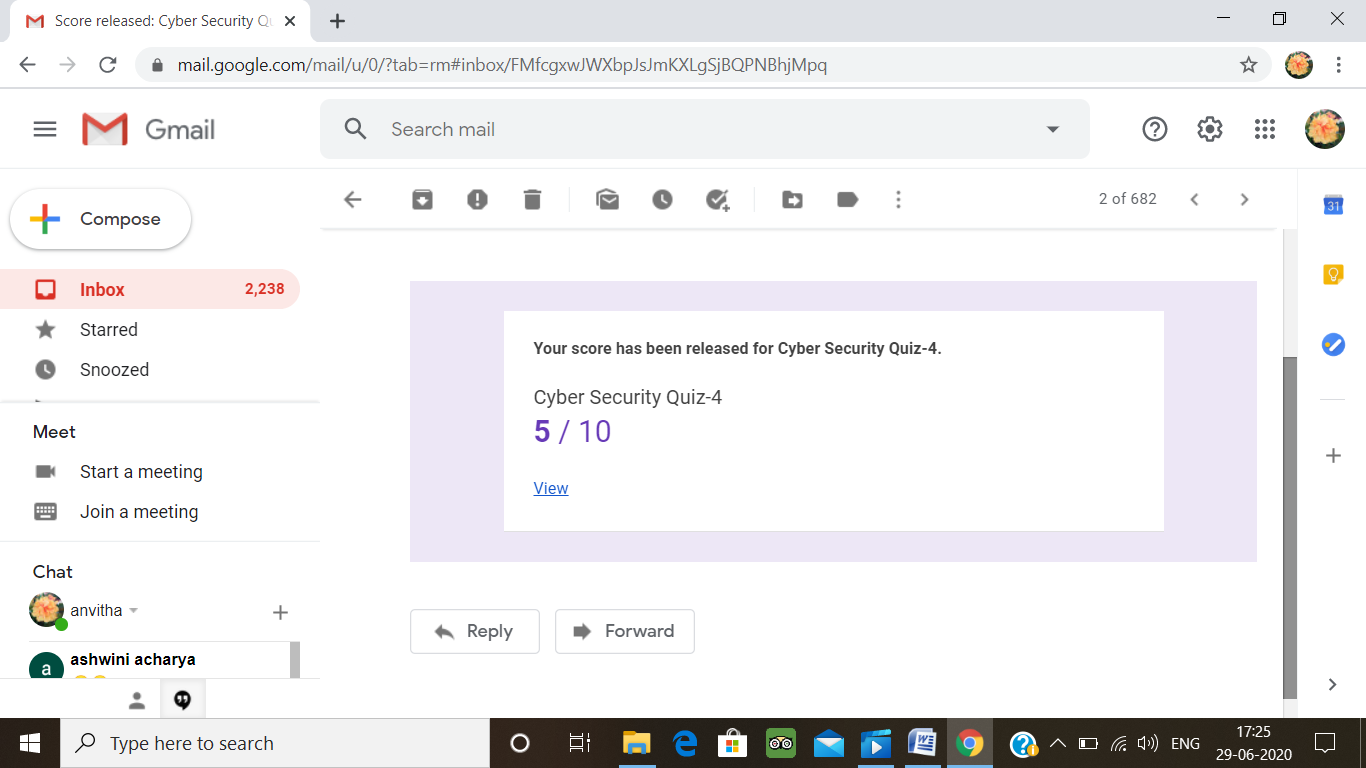 Score released: Cyber Security Qu
mail.google.com/mail/u/0/?tab=rm#inbox/FMfcgxwJWXbpJsJmKXLgSjBQPNBhjMpq
Gmail
Search mail
Compose
2 of 682
31
Inbox 2,238
Starred
Snoozed
Your score has been released for Cyber Security Quiz-4.
Cyber Security Quiz-4
5 / 10
View
Meet
Start a meeting
Join a meeting
Chat
anvitha
a
ashwini acharya
Reply
Forward
Type here to search
ENG
17:25
29-06-2020